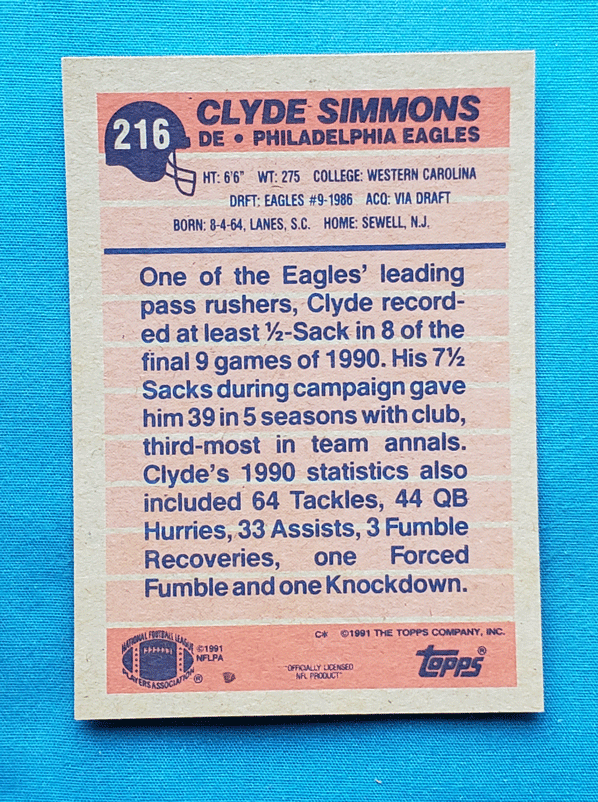 216
CLYDE SIMMONS
DE • PHILADELPHIA EAGLES
HT: 6'6" WT: 275 COLLEGE: WESTERN CAROLINA
DRFT: EAGLES #9-1986 ACQ: VIA DRAFT
BORN: 8-4-64, LANES, S.C. HOME: SEWELL, N.J.
One of the Eagles' leading
pass rushers, Clyde record-
ed at least ½-Sack in 8 of the
final 9 games of 1990. His 7½
Sacks during campaign gave
him 39 in 5 seasons with club,
third-most in team annals.
Clyde's 1990 statistics also
included 64 Tackles, 44 QB
Hurries, 33 Assists, 3 Fumble
Recoveries, one Forced
Fumble and one Knockdown.
C* ©1991 THE TOPPS COMPANY, INC.
NATIONAL FOOTBALL LEAGUE
PLAYERS ASSOCIATION ®
©1991
NFLPA
"OFFICIALLY LICENSED
NFL PRODUCT"
topps®